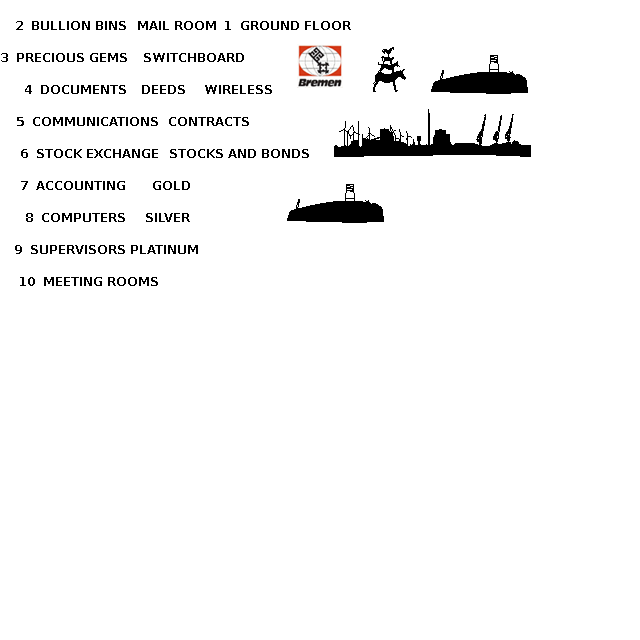 2 BULLION BINS MAIL ROOM 1 GROUND FLOOR
3 PRECIOUS GEMS SWITCHBOARD
Bremen
4 DOCUMENTS DEEDS WIRELESS
5 COMMUNICATIONS CONTRACTS
6 STOCK EXCHANGE STOCKS AND BONDS
7 ACCOUNTING GOLD
8 COMPUTERS SILVER
9 SUPERVISORS PLATINUM
10 MEETING ROOMS